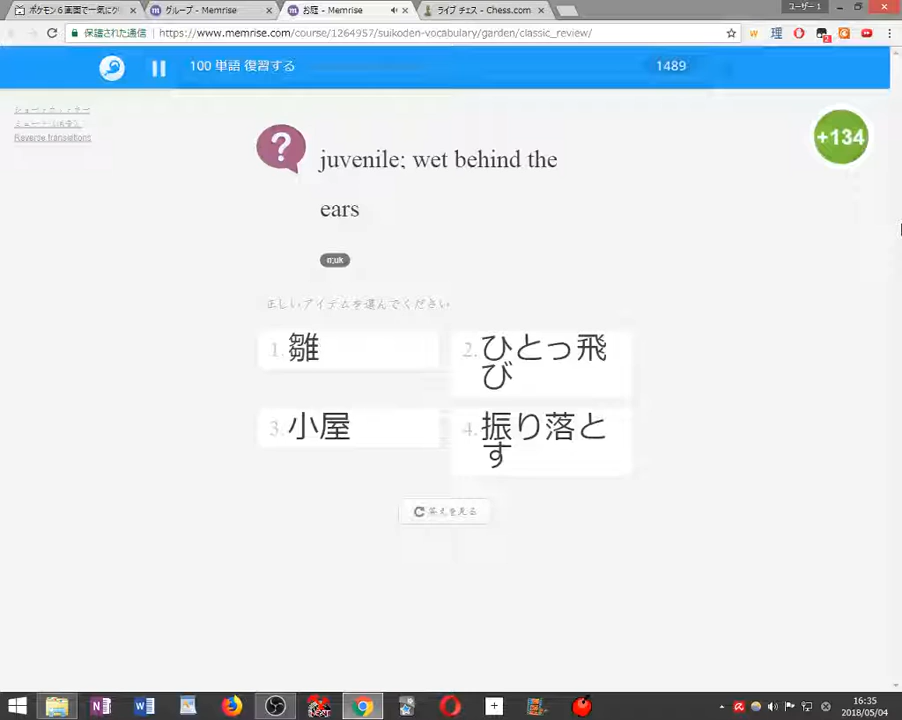 ポケモン6画面で一気にク
グループ - Memrise
お庭 - Memrise
ライブ チェス - Chess.com
ユーザー 1
保護された通信
https://www.memrise.com/course/1264957/suikoden-vocabulary/garden/classic_review/
100 単語 復習する
1489
Reverse transitions
+134
juvenile; wet behind the
ears
正しいアイテムを選んでください
1. 雛
2. ひとっ飛
び
3. 小屋
4. 振り落と
す
答えを見る
16:35
2018/05/04